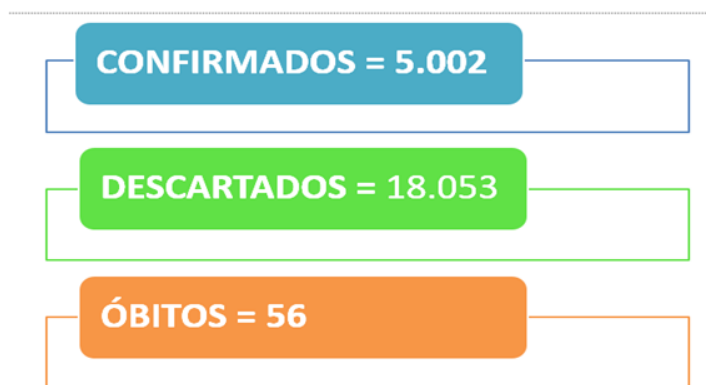 CONFIRMADOS = 5.002
DESCARTADOS = 18.053
ÓBITOS = 56